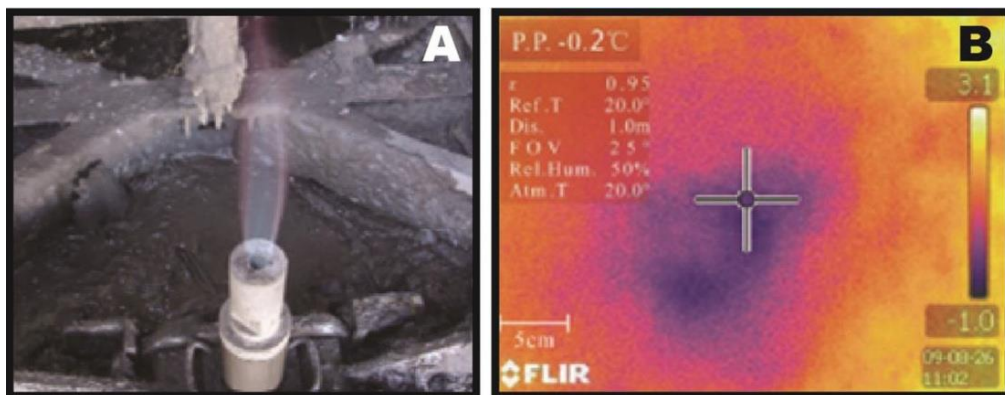 A
B
P.P. -0.2℃
ε 0.95
Ref.T 20.0°
Dis. 1.0m
FOV 25°
Rel.Hum. 50%
Atm.T 20.0°
3.1
-1.0
5cm
FLIR
09-08-26
11:02